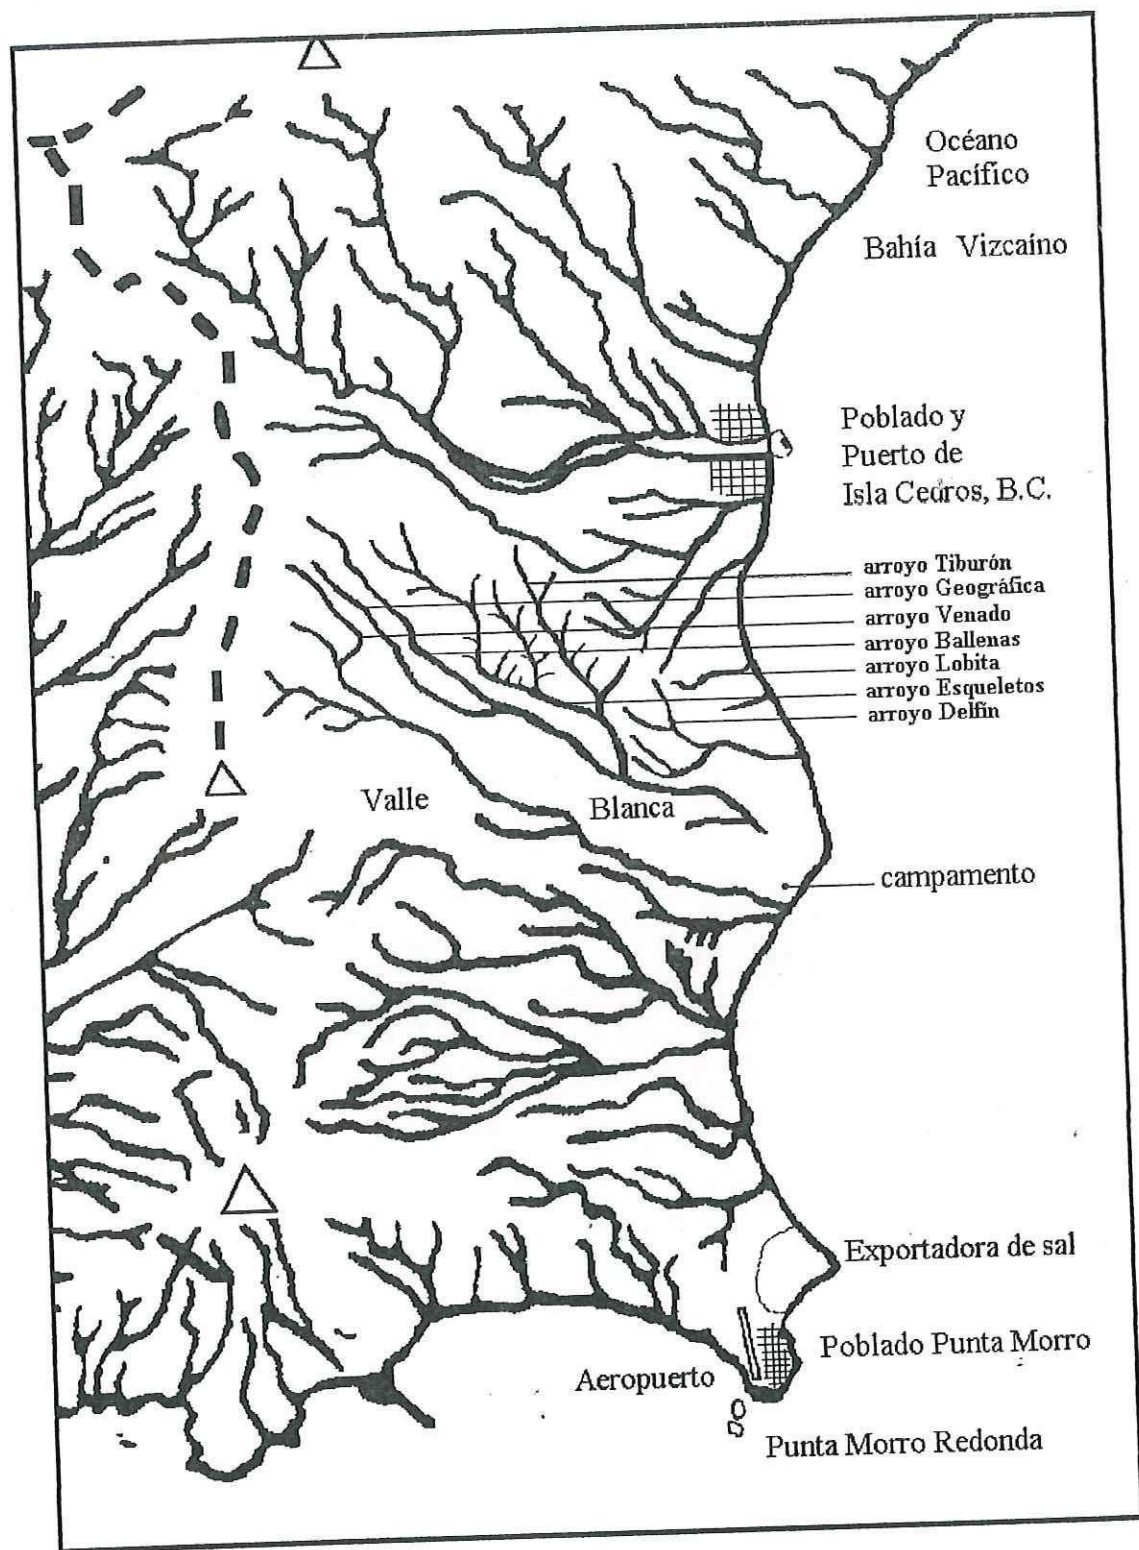 Océano
Pacífico
Bahía Vizcaíno
Poblado y
Puerto de
Isla Cedros, B.C.
arroyo Tiburón
arroyo Geográfica
arroyo Venado
arroyo Ballenas
arroyo Lobita
arroyo Esqueletos
arroyo Delfin
Valle Blanca
campamento
Exportadora de sal
Poblado Punta Morro
Aeropuerto
Punta Morro Redonda